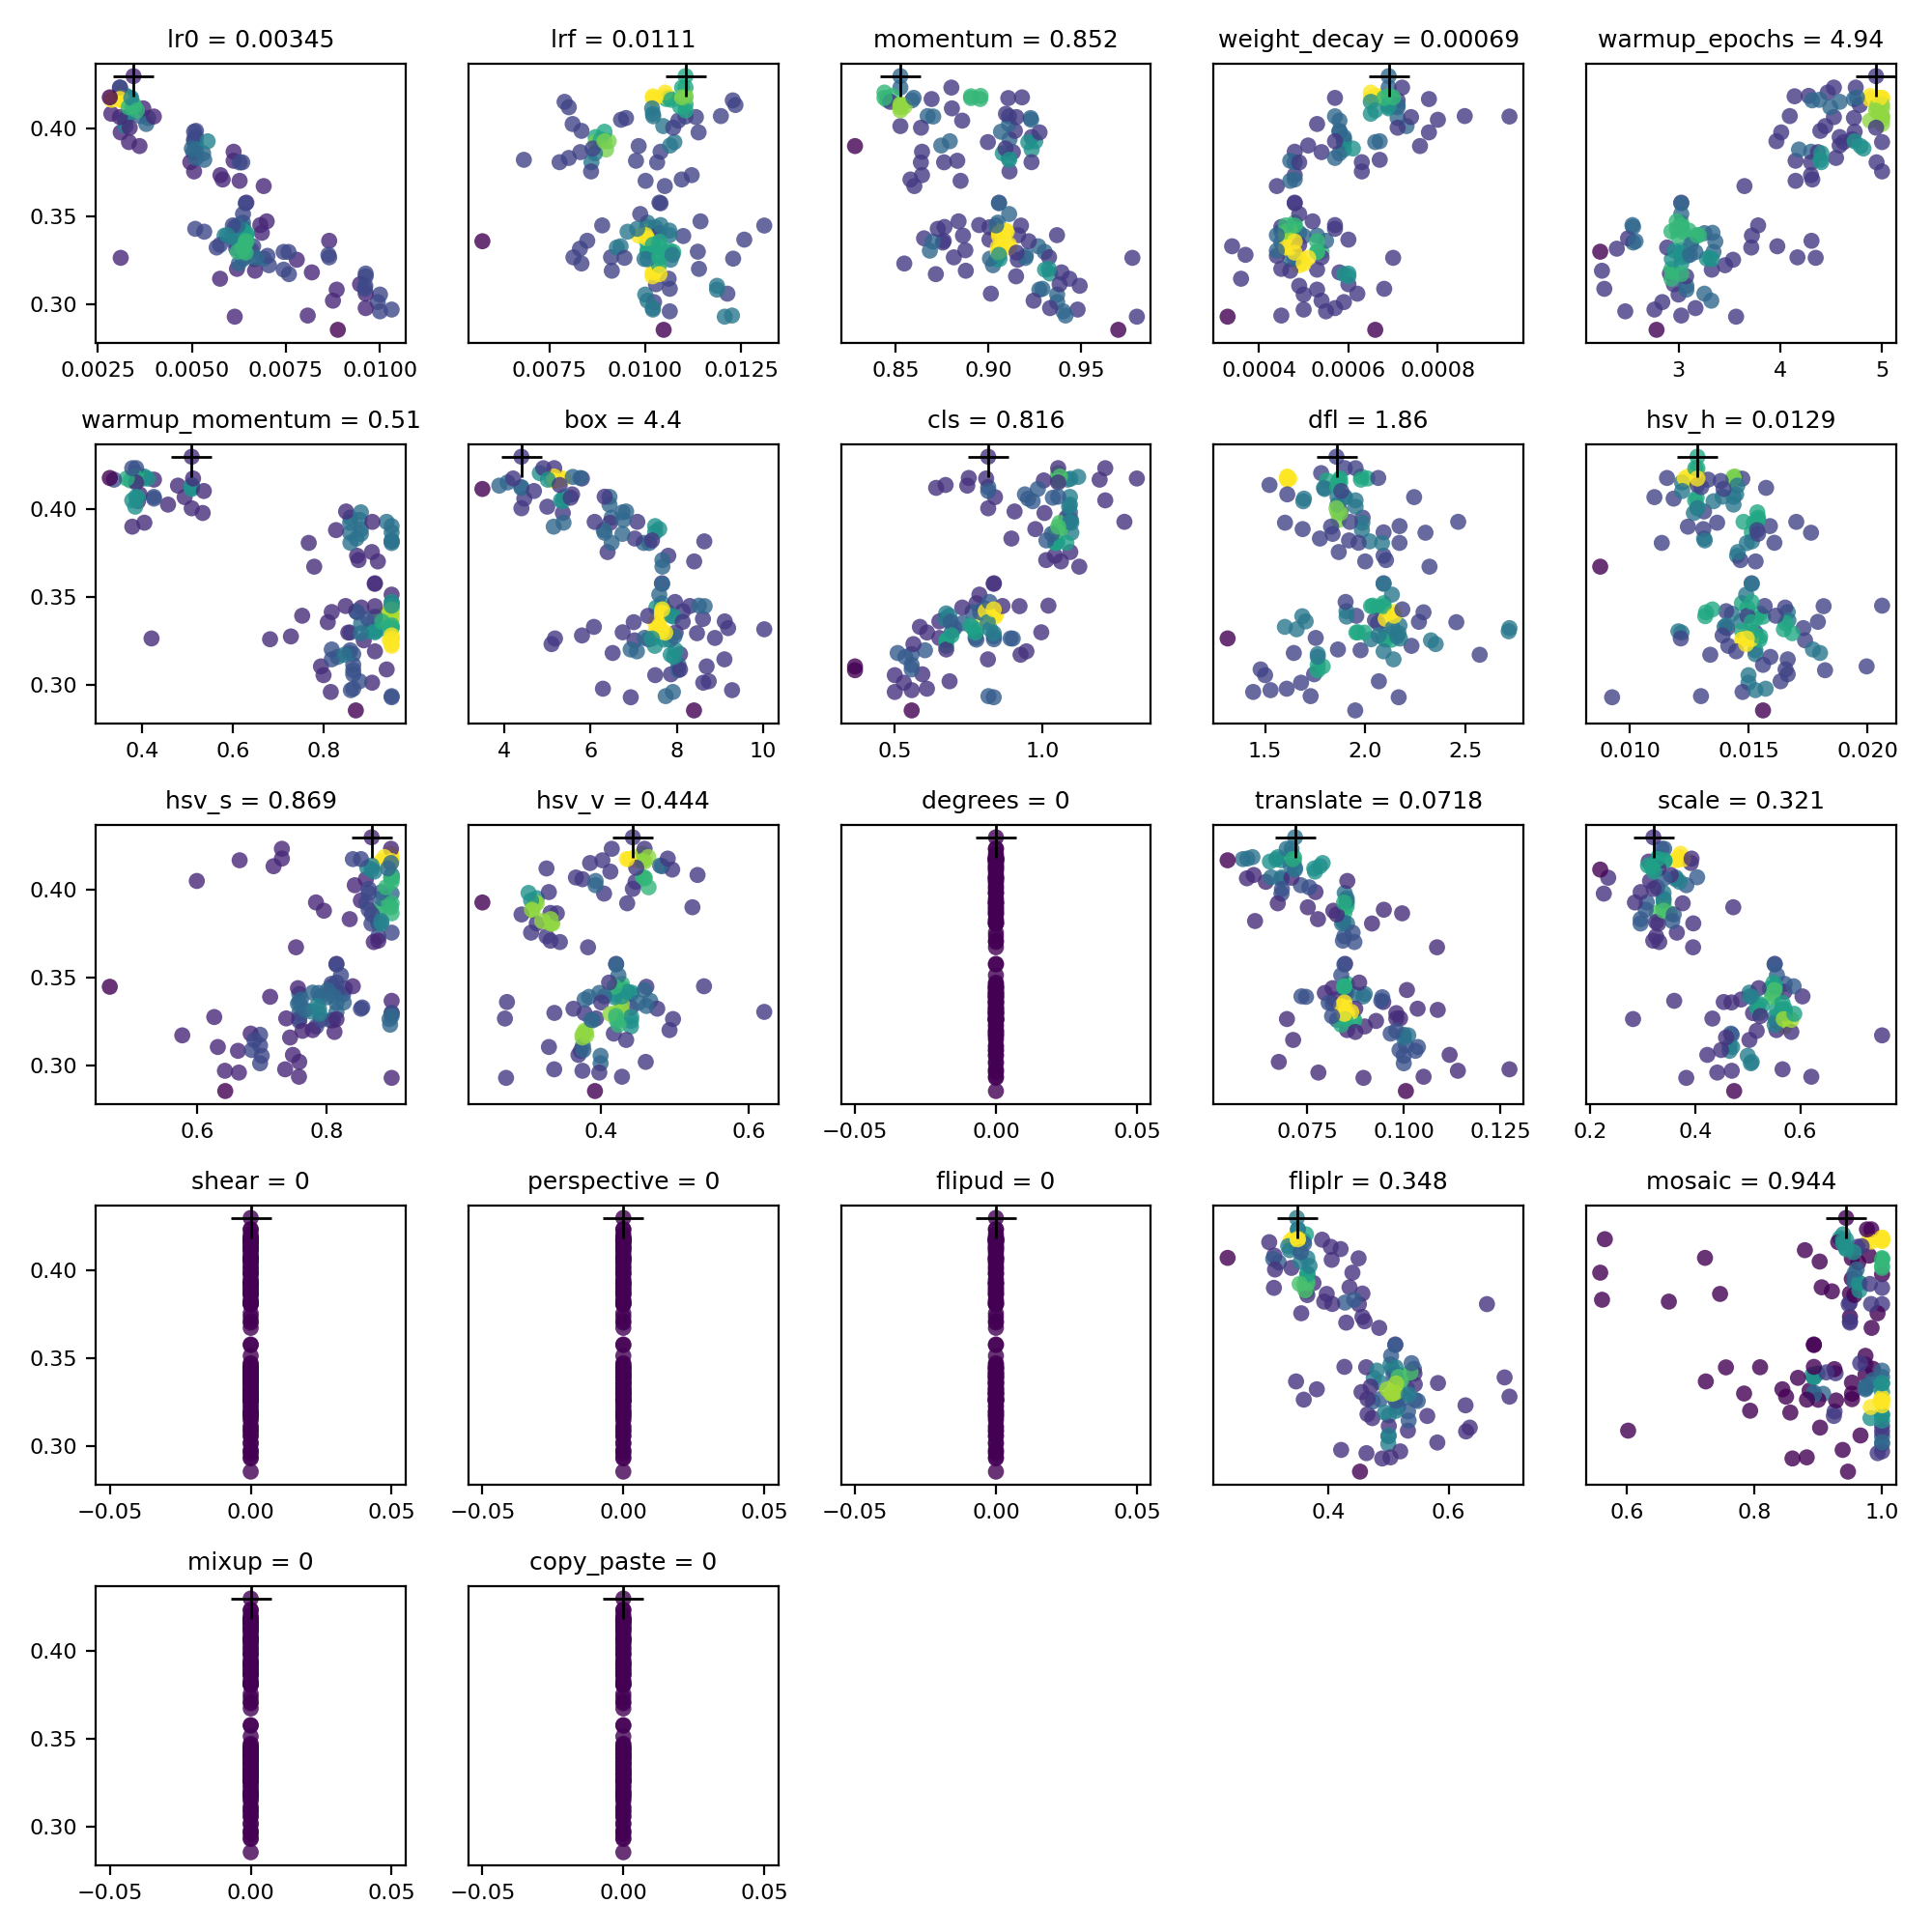 lr0 = 0.00345 lrf = 0.0111 momentum = 0.852 weight_decay = 0.00069 warmup_epochs = 4.94
0.40
0.35
0.30
0.0025 0.0050 0.0075 0.0100 0.0075 0.0100 0.0125 0.85 0.90 0.95 0.0004 0.0006 0.0008 3 4 5
warmup_momentum = 0.51 box = 4.4 cls = 0.816 dfl = 1.86 hsv_h = 0.0129
0.40
0.35
0.30
0.4 0.6 0.8 4 6 8 10 0.5 1.0 1.5 2.0 2.5 0.010 0.015 0.020
hsv_s = 0.869 hsv_v = 0.444 degrees = 0 translate = 0.0718 scale = 0.321
0.40
0.35
0.30
0.6 0.8 0.4 0.6 −0.05 0.00 0.05 0.075 0.100 0.125 0.2 0.4 0.6
shear = 0 perspective = 0 flipud = 0 fliplr = 0.348 mosaic = 0.944
0.40
0.35
0.30
−0.05 0.00 0.05 −0.05 0.00 0.05 −0.05 0.00 0.05 0.4 0.6 0.6 0.8 1.0
mixup = 0 copy_paste = 0
0.40
0.35
0.30
−0.05 0.00 0.05 −0.05 0.00 0.05